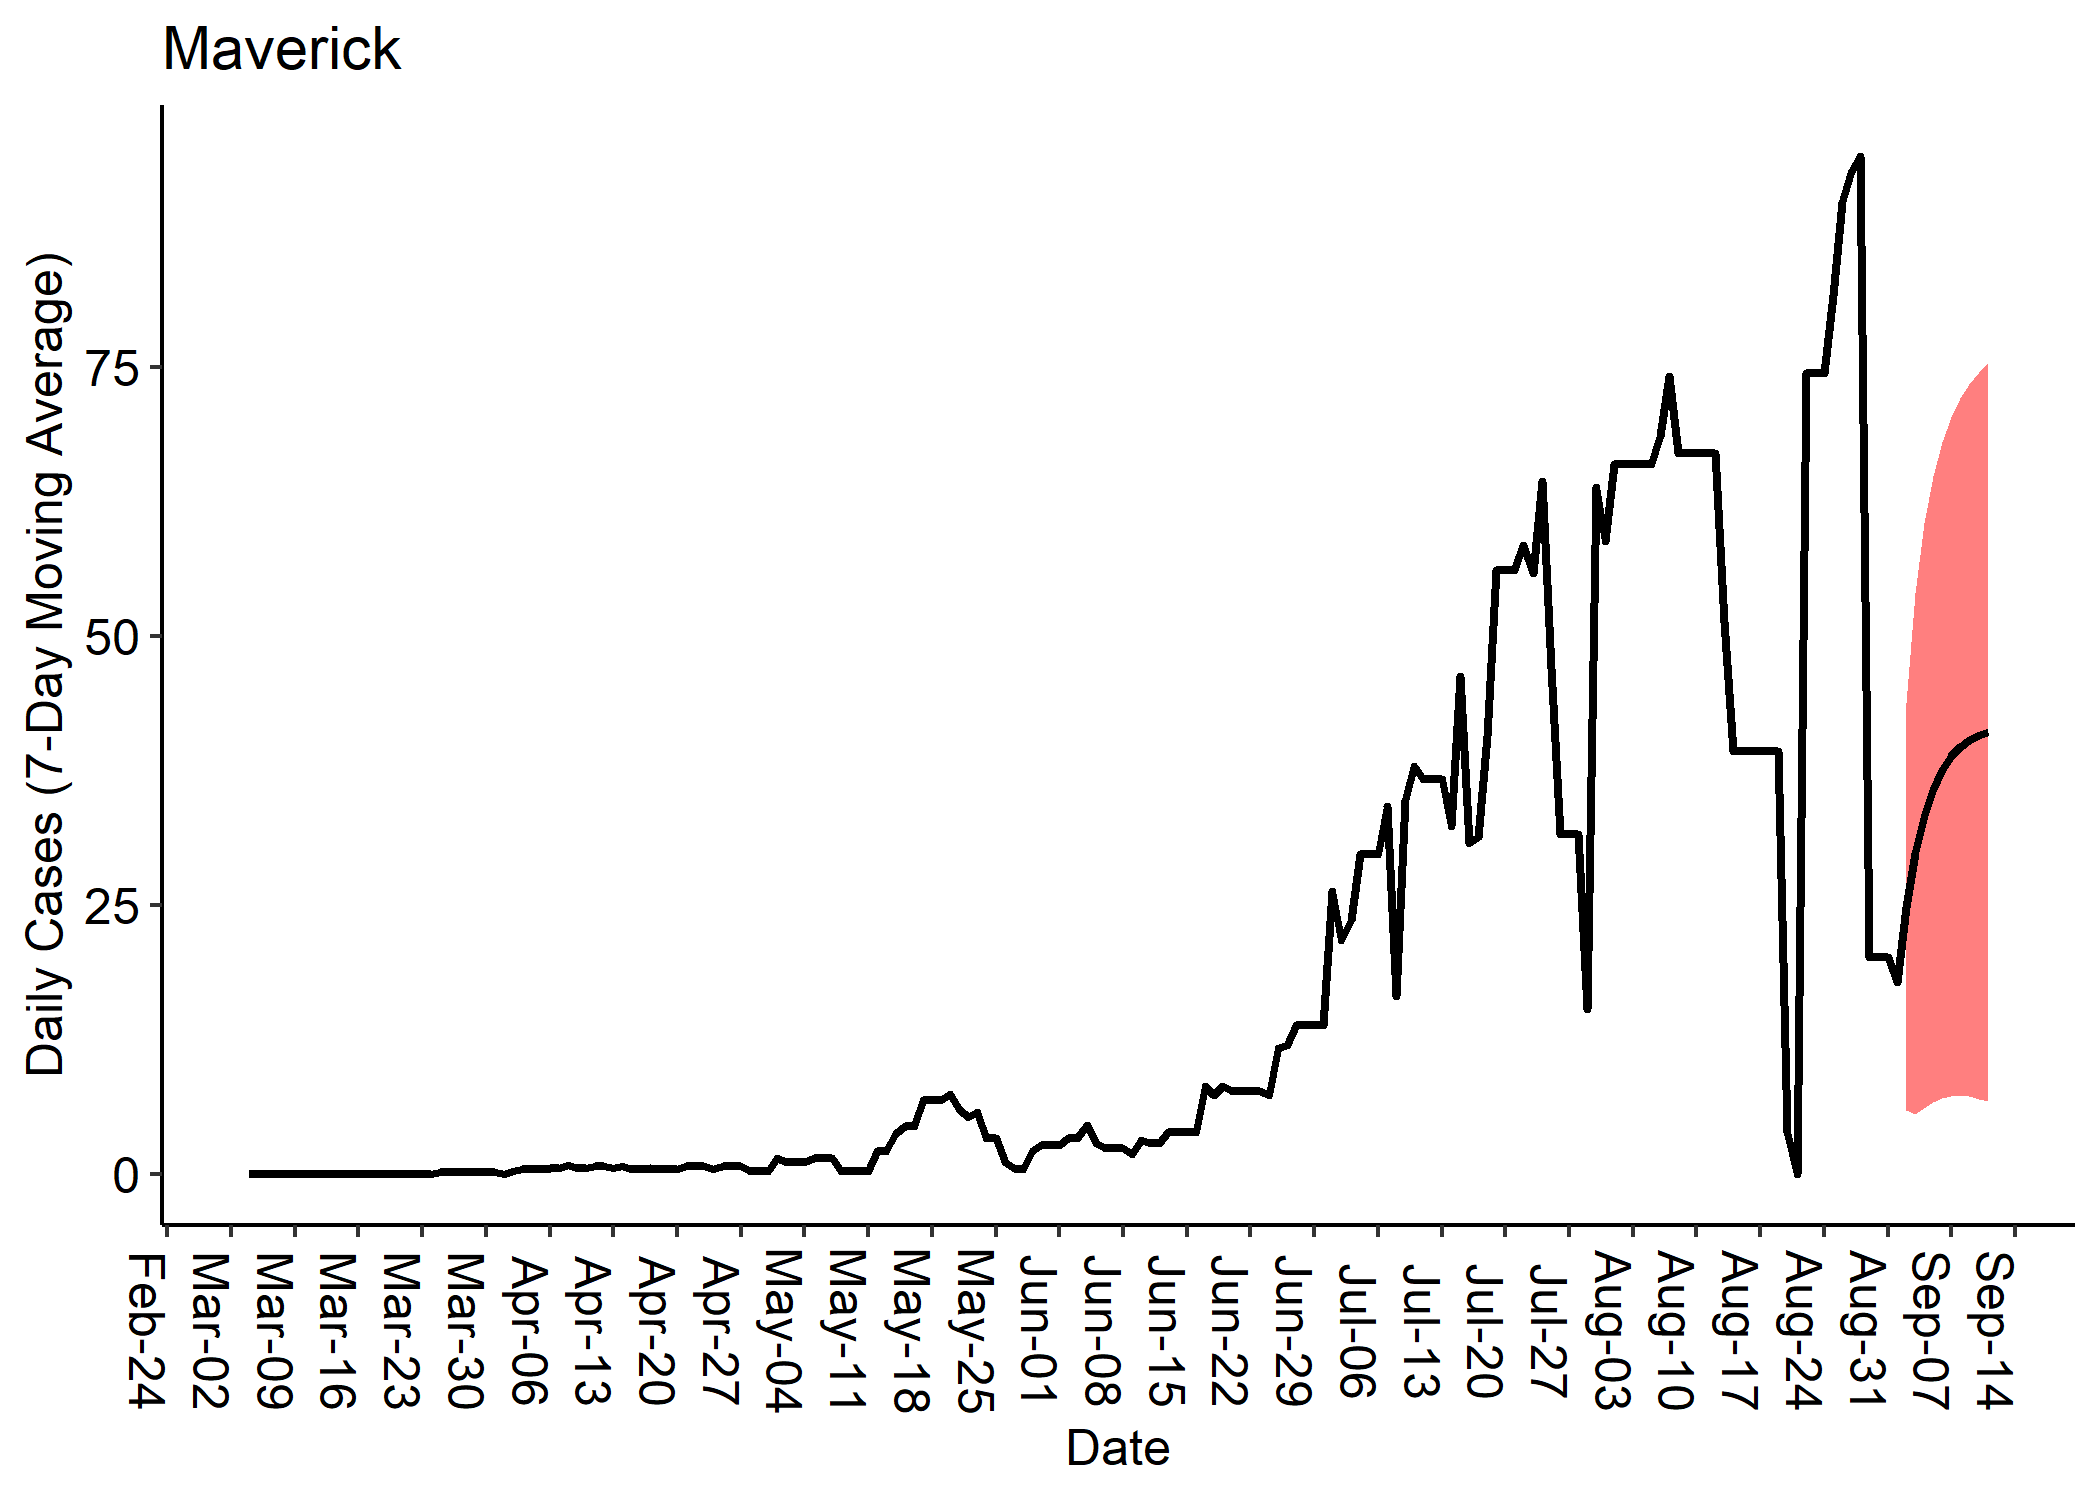 Maverick
Daily Cases (7-Day Moving Average)
75
50
25
0
Feb-24
Mar-02
Mar-09
Mar-16
Mar-23
Mar-30
Apr-06
Apr-13
Apr-20
Apr-27
May-04
May-11
May-18
May-25
Jun-01
Jun-08
Jun-15
Jun-22
Jun-29
Jul-06
Jul-13
Jul-20
Jul-27
Aug-03
Aug-10
Aug-17
Aug-24
Aug-31
Sep-07
Sep-14
Date